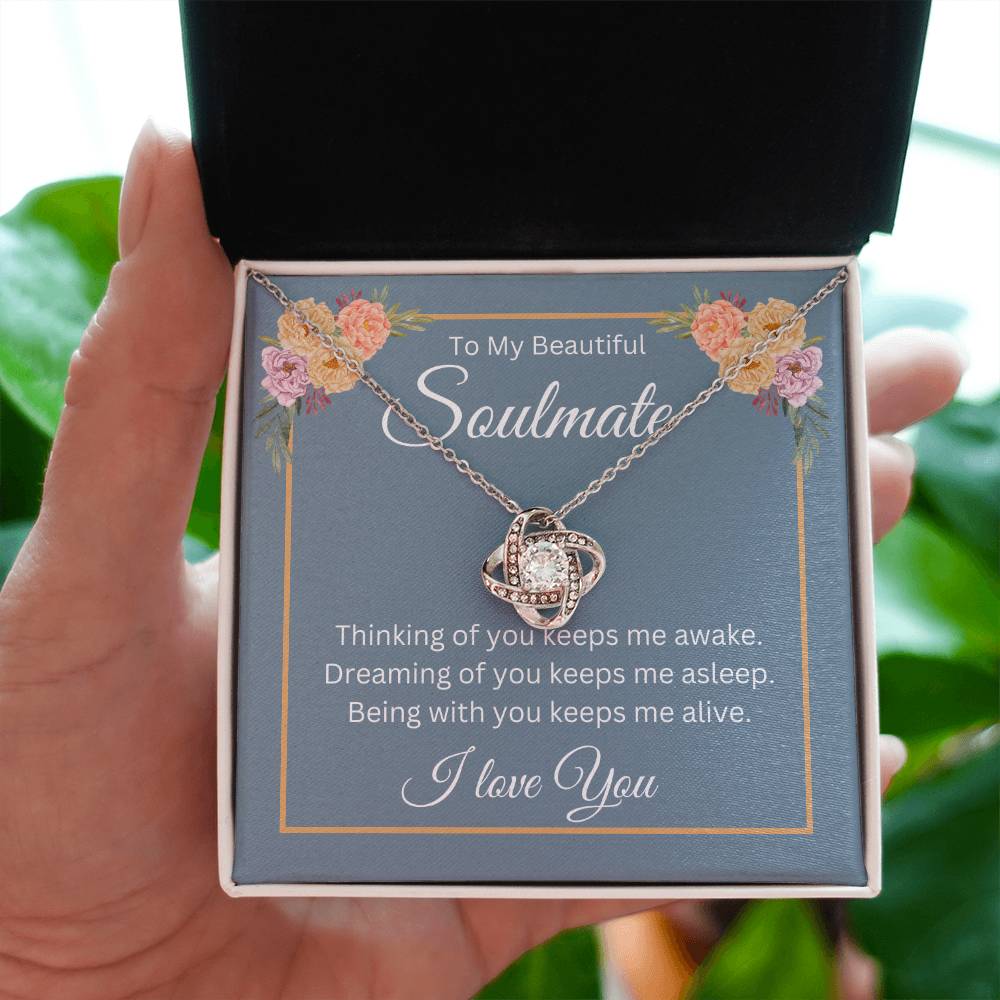 To My Beautiful
Soulmate
Thinking of you keeps me awake.
Dreaming of you keeps me asleep.
Being with you keeps me alive.
I love You